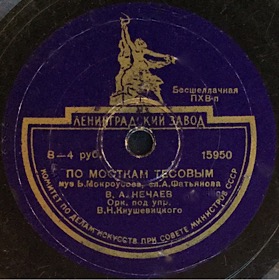 Бесшеллачная
ПХВ-п
ЛЕНИНГРАДСКИЙ ЗАВОД
В—4 руб.
15950
ПО МОСТКАМ ТЕСОВЫМ
муз Б.Мокроусова, сл.А.Фатьянова
В. А. НЕЧАЕВ
Орк. под упр.
В.Н.Кнушевицкого
КОМИТЕТ ПО ДЕЛАМ ИСКУССТВ ПРИ СОВЕТЕ МИНИСТРОВ СССР